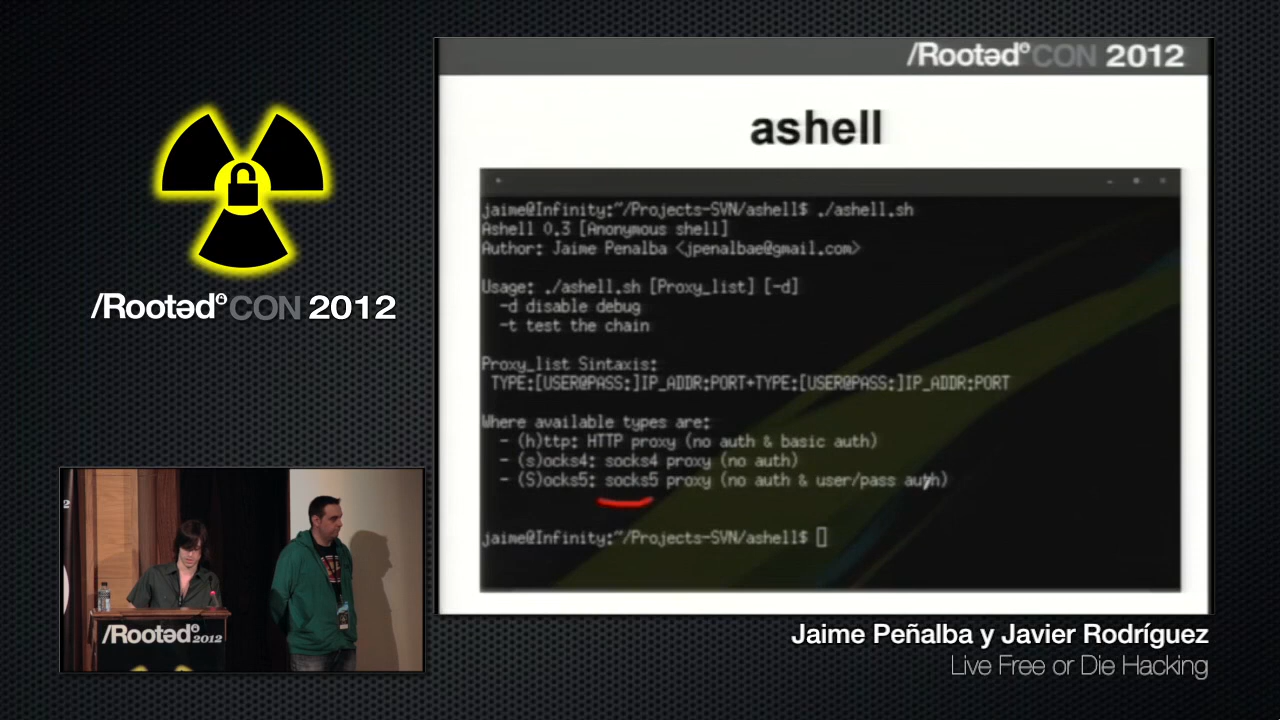 /Rootəd CON 2012
ashell
jaime@Infinity:~/Projects-SVN/ashell$ ./ashell.sh
Ashell 0.3 [Anonymous shell]
Author: Jaime Penalba <jpenalbae@gmail.com>
Usage: ./ashell.sh [Proxy_list] [-d]
-d disable debug
-t test the chain
Proxy_list Sintaxis:
TYPE:[USER@PASS:]IP_ADDR:PORT+TYPE:[USER@PASS:]IP_ADDR:PORT
Where available types are:
- (h)ttp: HTTP proxy (no auth & basic auth)
- (s)ocks4: socks4 proxy (no auth)
- (S)ocks5: socks5 proxy (no auth & user/pass auth)
jaime@Infinity:~/Projects-SVN/ashell$
/Rootəd CON 2012
/Rootəd 2012
Jaime Peñalba y Javier Rodríguez
Live Free or Die Hacking